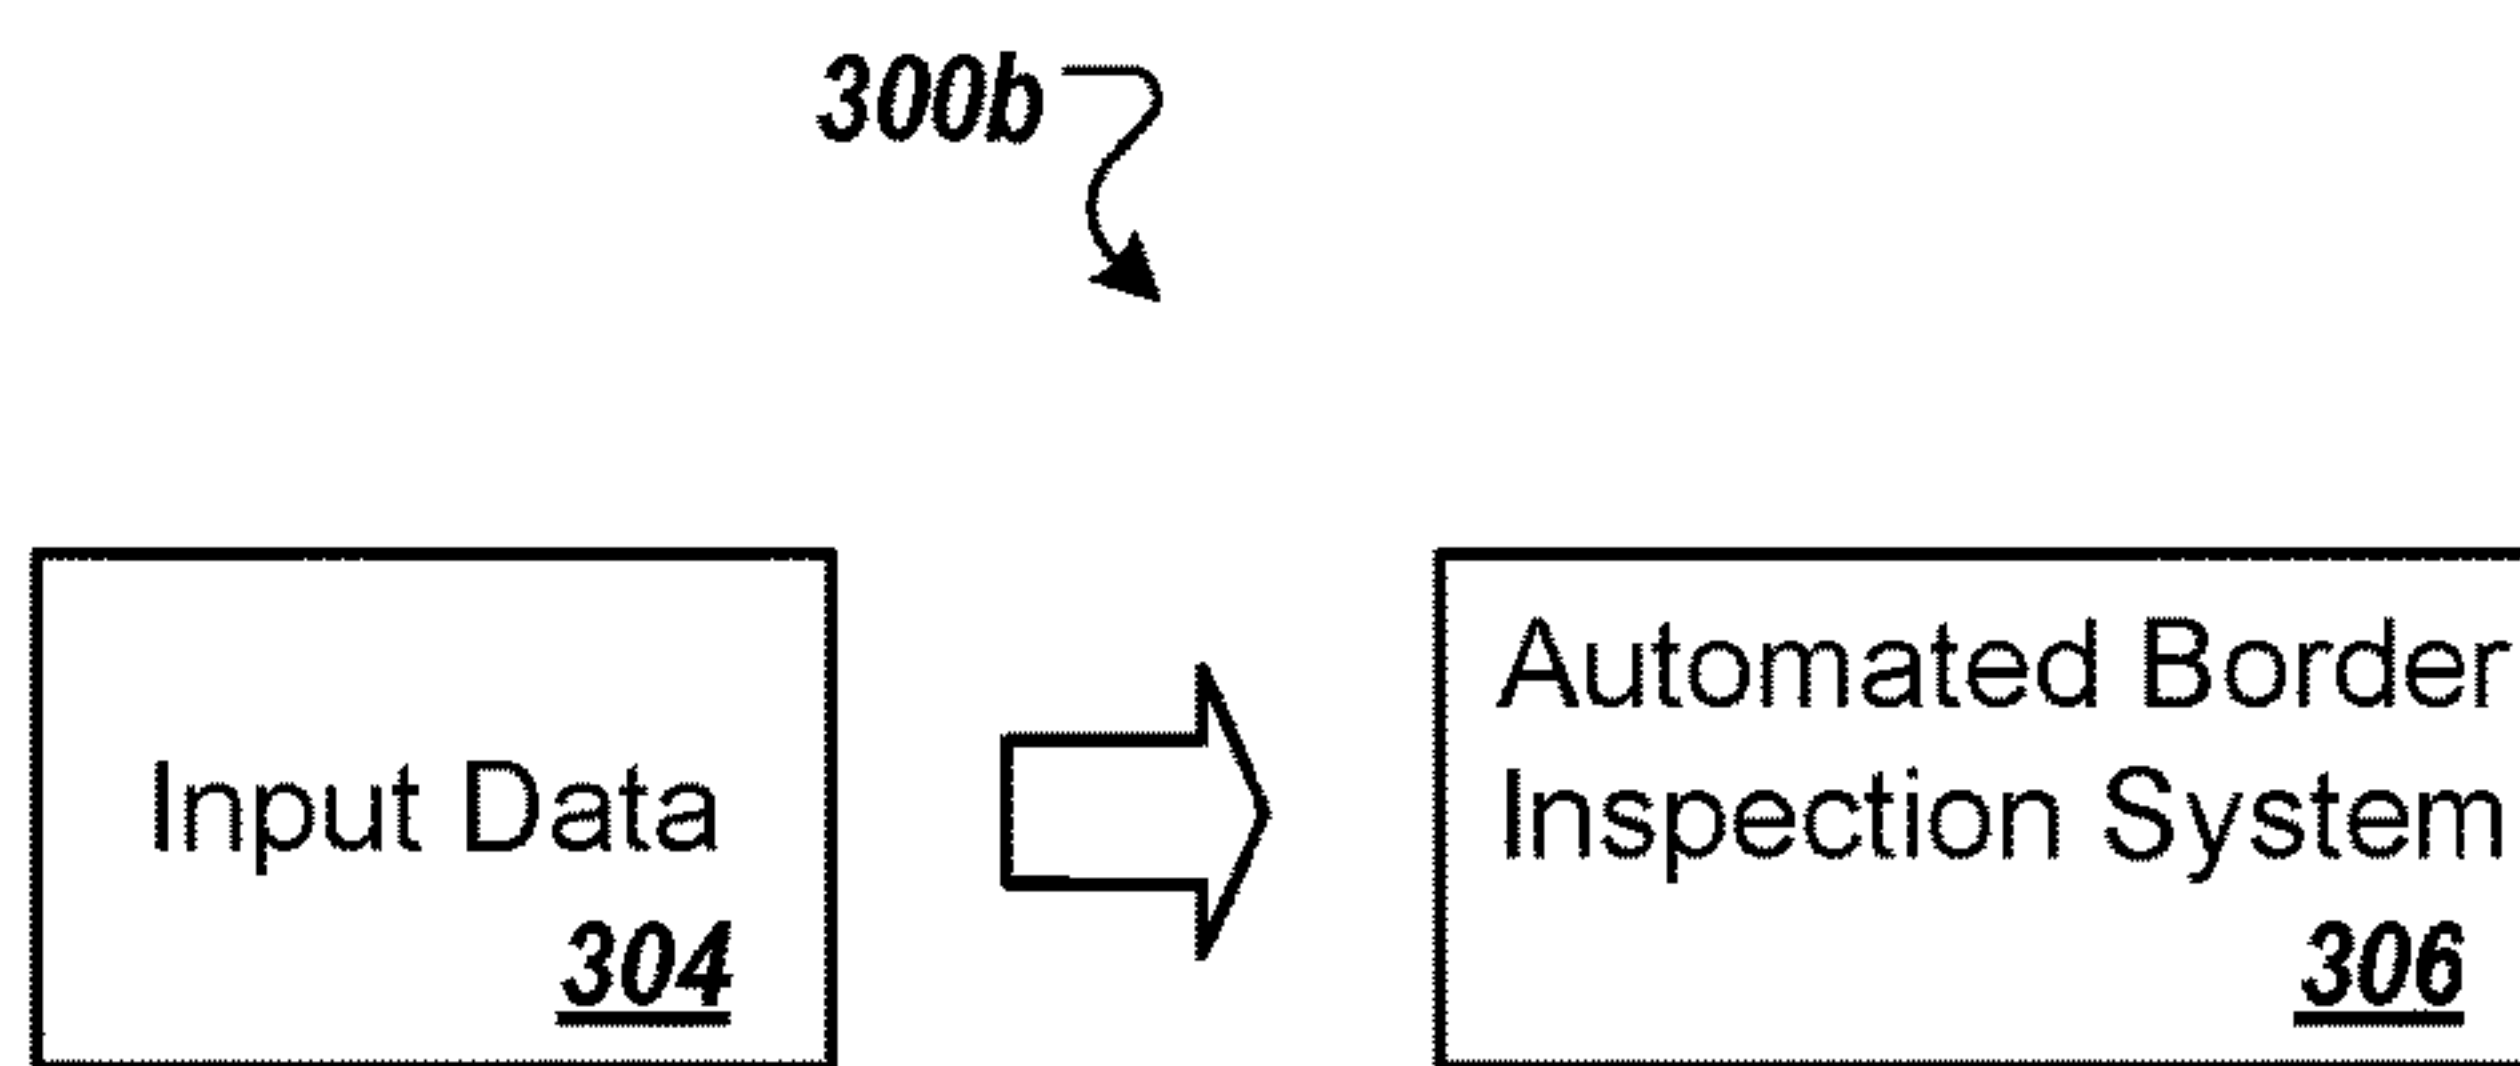 300b
Input Data
304
Automated Border
Inspection System
306